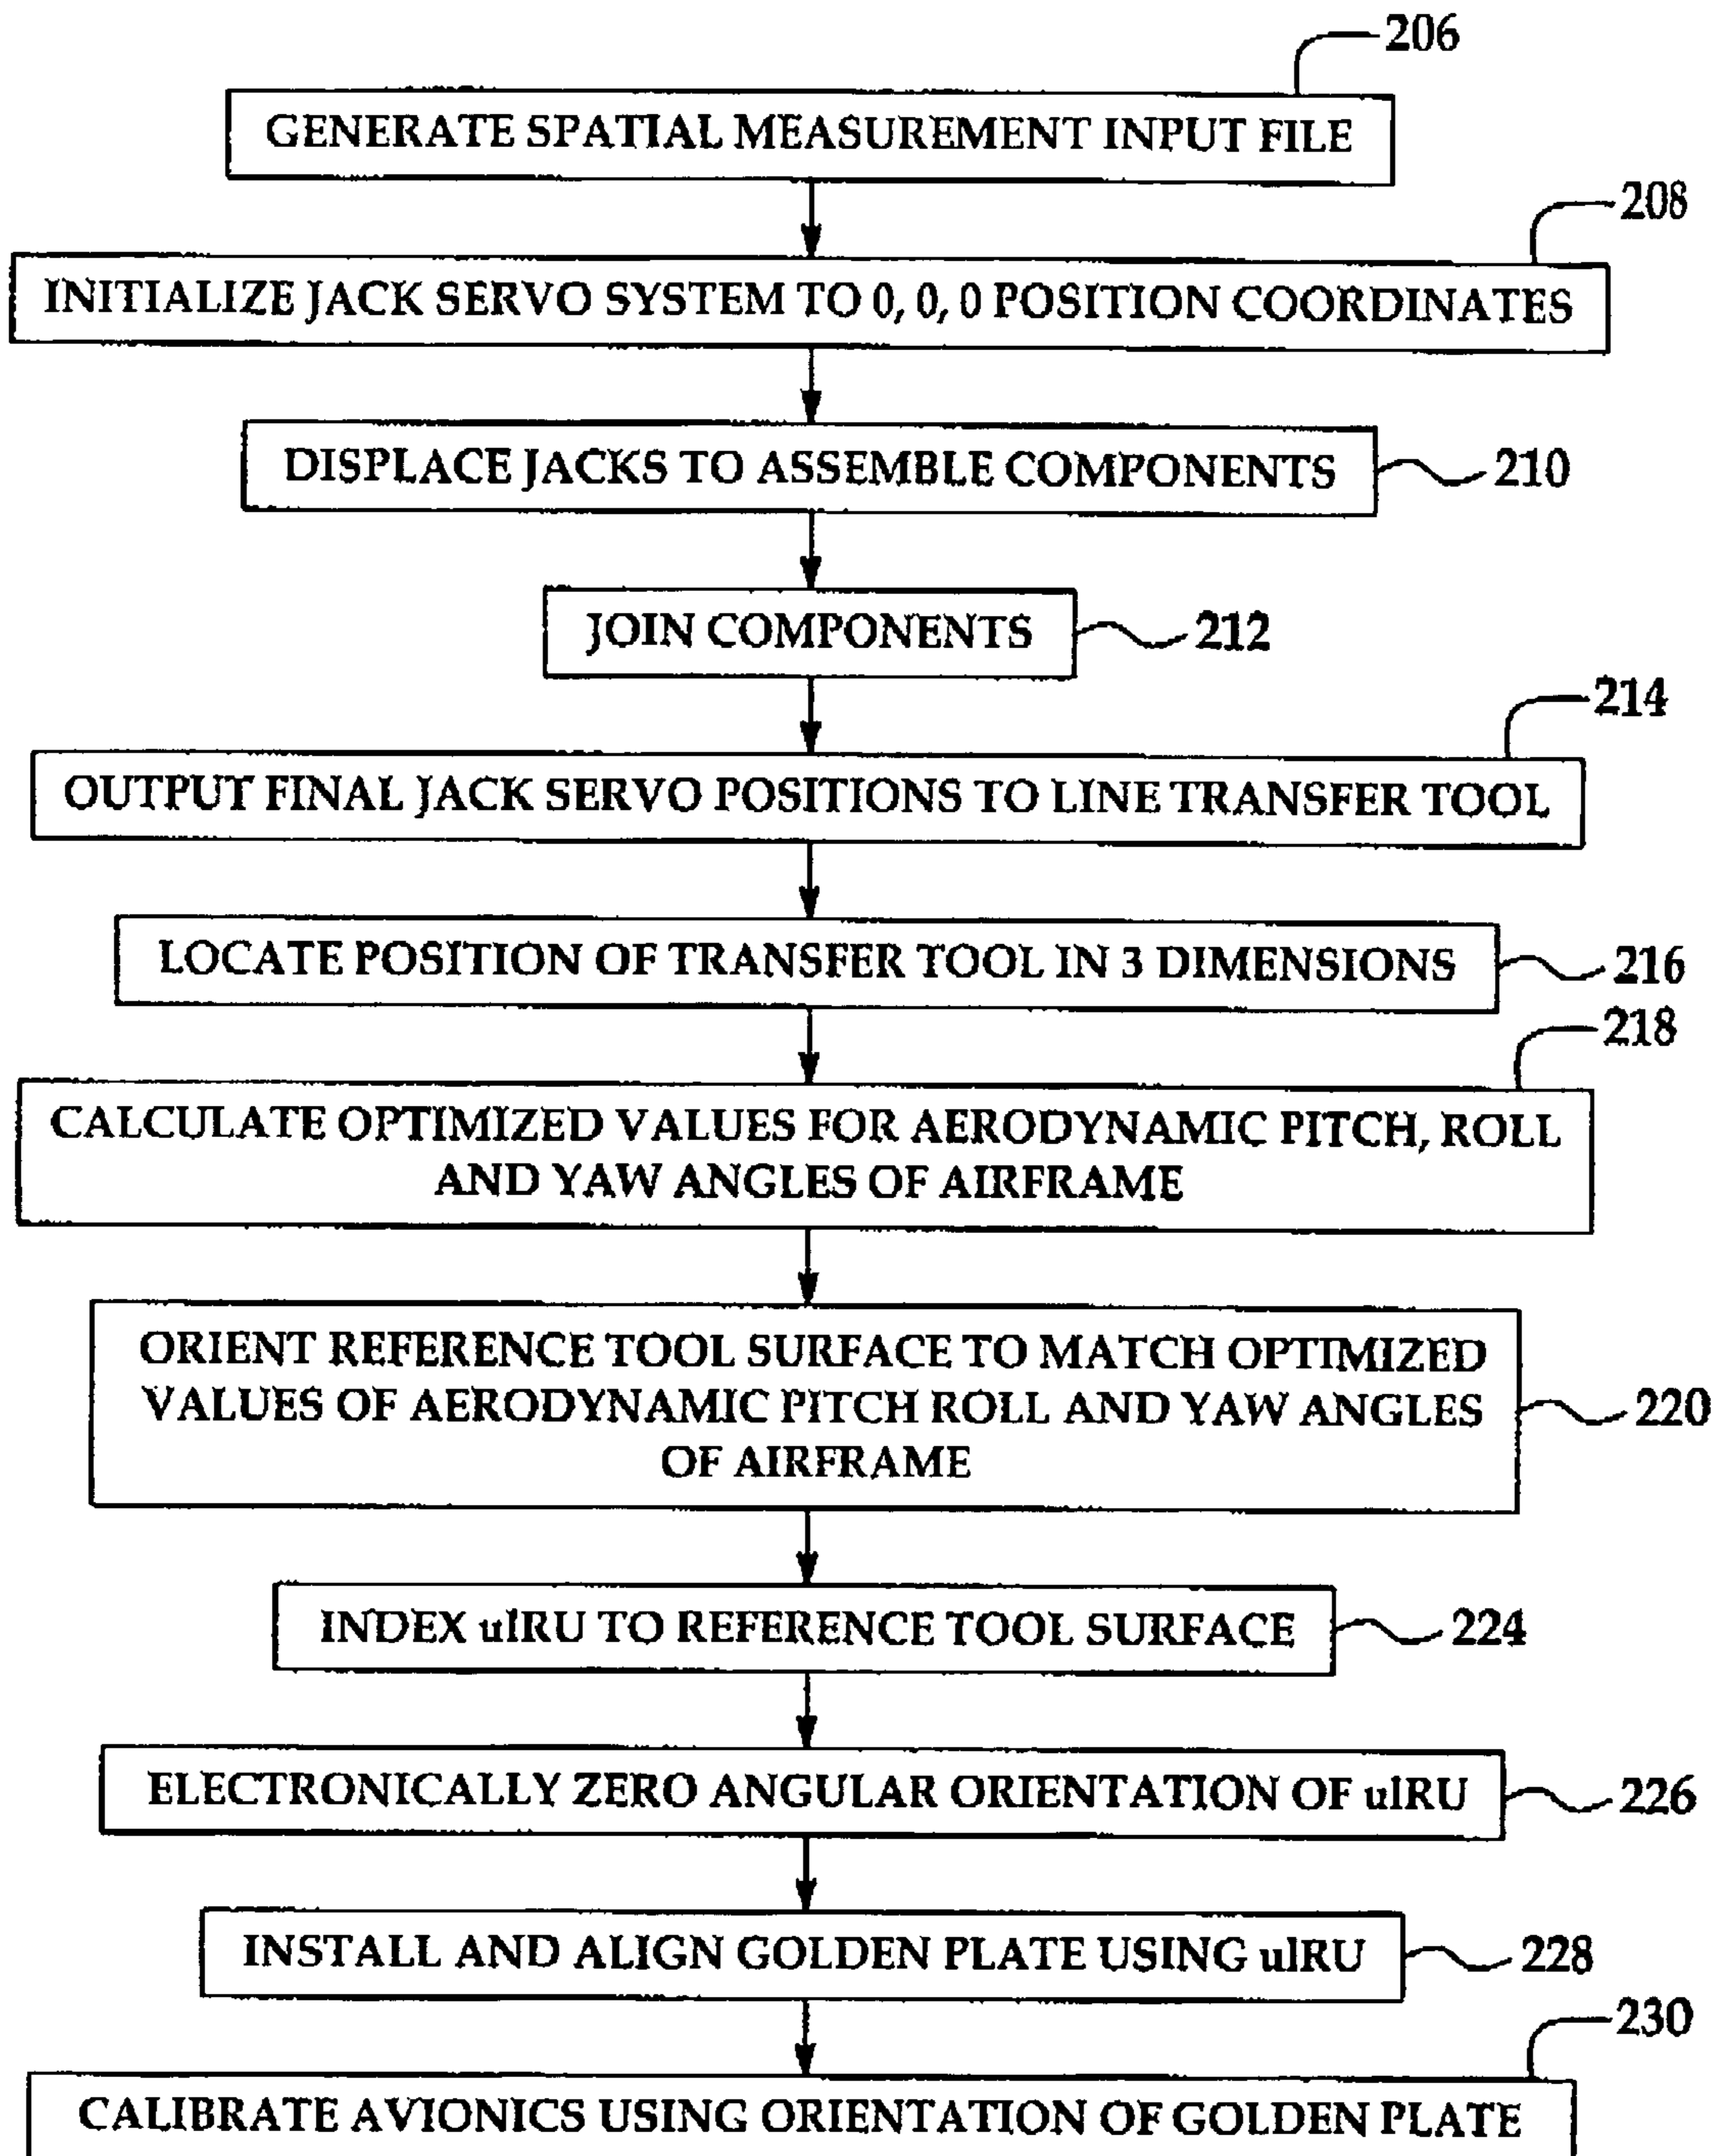 206
GENERATE SPATIAL MEASUREMENT INPUT FILE
208
INITIALIZE JACK SERVO SYSTEM TO 0, 0, 0 POSITION COORDINATES
DISPLACE JACKS TO ASSEMBLE COMPONENTS
210
JOIN COMPONENTS
212
214
OUTPUT FINAL JACK SERVO POSITIONS TO LINE TRANSFER TOOL
LOCATE POSITION OF TRANSFER TOOL IN 3 DIMENSIONS
216
218
CALCULATE OPTIMIZED VALUES FOR AERODYNAMIC PITCH, ROLL
AND YAW ANGLES OF AIRFRAME
ORIENT REFERENCE TOOL SURFACE TO MATCH OPTIMIZED
VALUES OF AERODYNAMIC PITCH ROLL AND YAW ANGLES
OF AIRFRAME
220
INDEX uIRU TO REFERENCE TOOL SURFACE
224
ELECTRONICALLY ZERO ANGULAR ORIENTATION OF uIRU
226
INSTALL AND ALIGN GOLDEN PLATE USING uIRU
228
230
CALIBRATE AVIONICS USING ORIENTATION OF GOLDEN PLATE